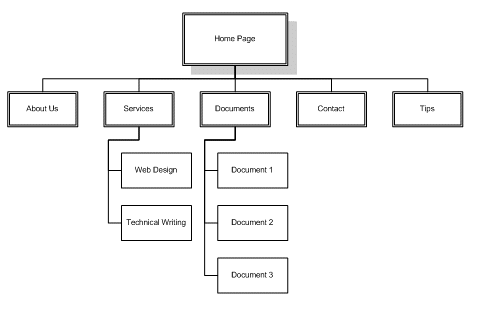 Home Page
About Us
Services
Documents
Contact
Tips
Web Design
Document 1
Technical Writing
Document 2
Document 3